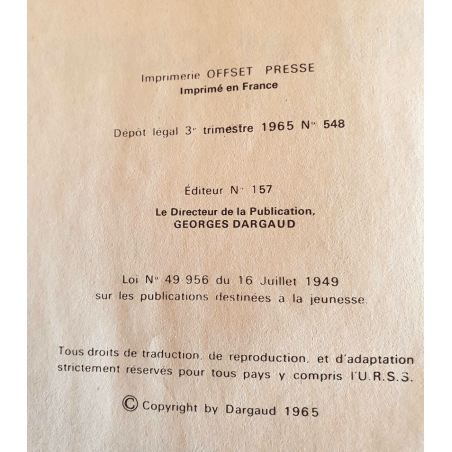 Imprimerie OFFSET PRESSE
Imprimé en France
Dépôt légal 3e trimestre 1965 No 548
Éditeur No 157
Le Directeur de la Publication,
GEORGES DARGAUD
Loi No 49 956 du 16 Juillet 1949
sur les publications destinées à la jeunesse
Tous droits de traduction, de reproduction, et d'adaptation
strictement réservés pour tous pays y compris l'U.R.S.S.
© Copyright by Dargaud 1965